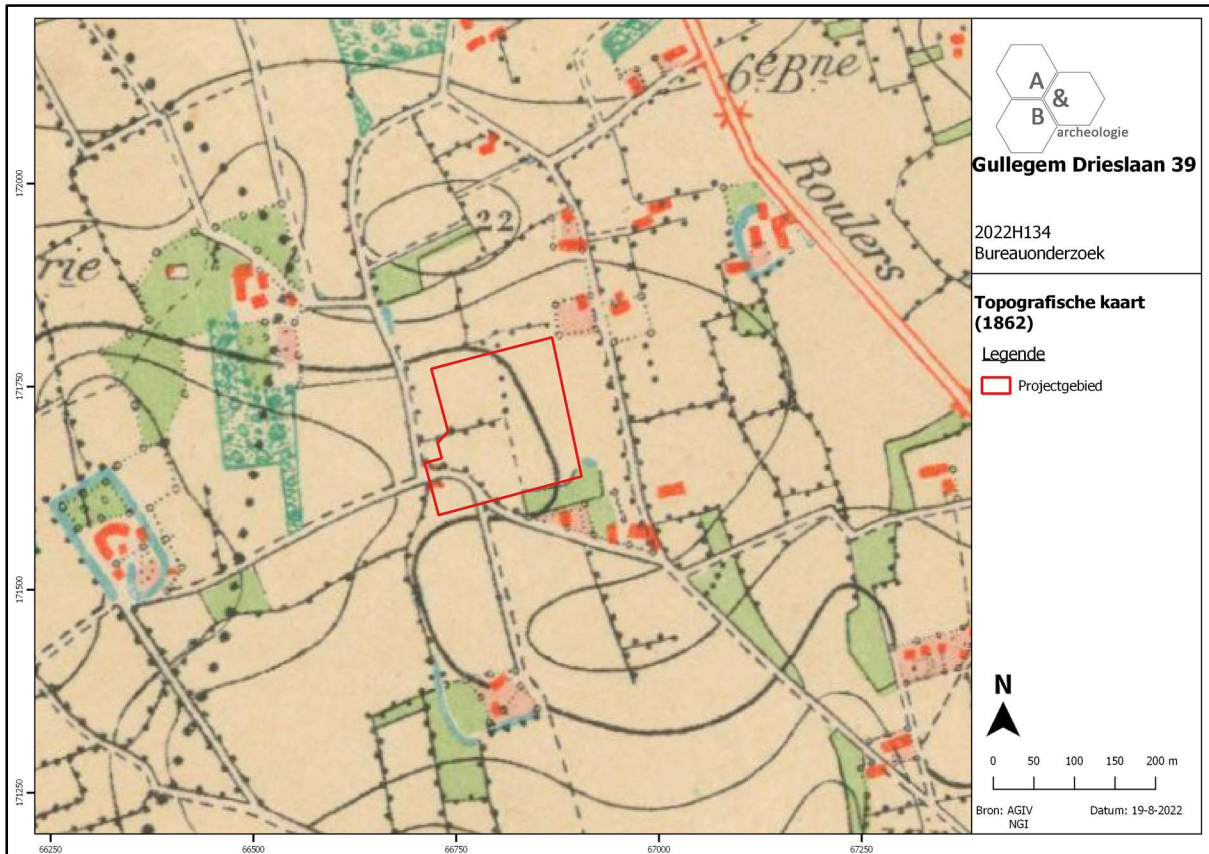 6e Bne
Roulers
22
rie
A
&
B
archeologie
Gullegem Drieslaan 39
2022H134
Bureauonderzoek
Topografische kaart
(1862)
Legende
Projectgebied
N
0 50 100 150 200 m
Bron: AGIV
NGI
Datum: 19-8-2022
172000
171750
171500
171250
66250 66500 66750 67000 67250